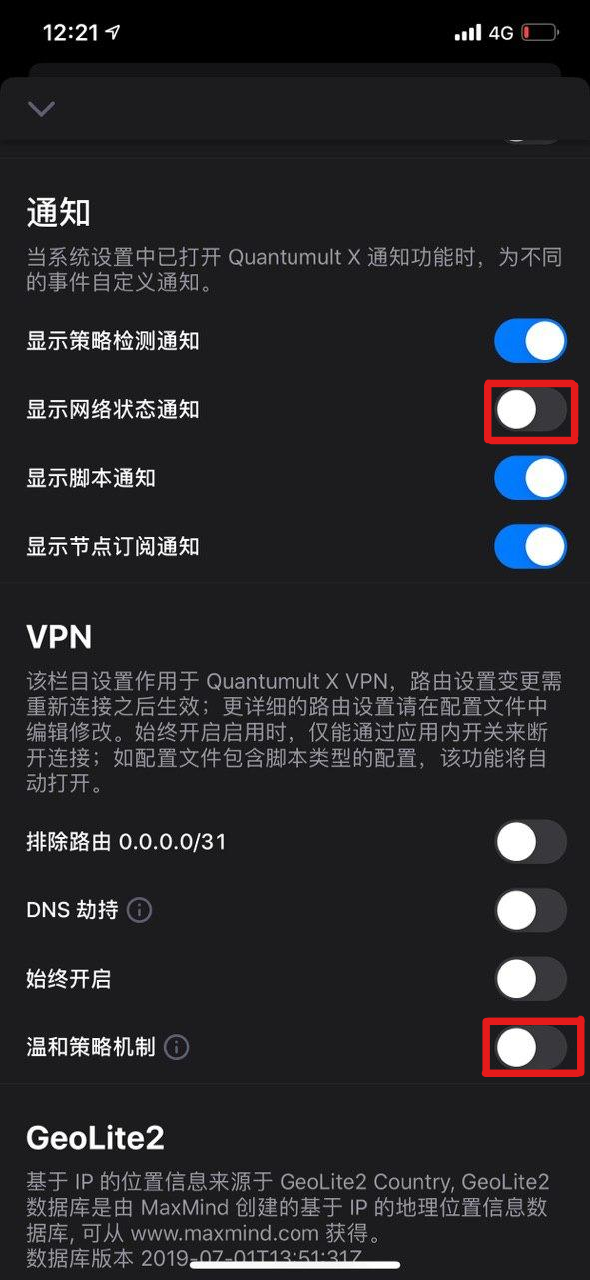 12:21
4G
通知
当系统设置中已打开 Quantumult X 通知功能时，为不同
的事件自定义通知。
显示策略检测通知
显示网络状态通知
显示脚本通知
显示节点订阅通知
VPN
该栏目设置作用于 Quantumult X VPN，路由设置变更需
重新连接之后生效；更详细的路由设置请在配置文件中
编辑修改。始终开启启用时，仅能通过应用内开关来断
开连接；如配置文件包含脚本类型的配置，该功能将自
动打开。
排除路由 0.0.0.0/31
DNS 劫持
始终开启
温和策略机制
GeoLite2
基于 IP 的位置信息来源于 GeoLite2 Country, GeoLite2
数据库是由 MaxMind 创建的基于 IP 的地理位置信息数
据库, 可从 www.maxmind.com 获得。
数据库版本 2019-07-01T13:51:31Z